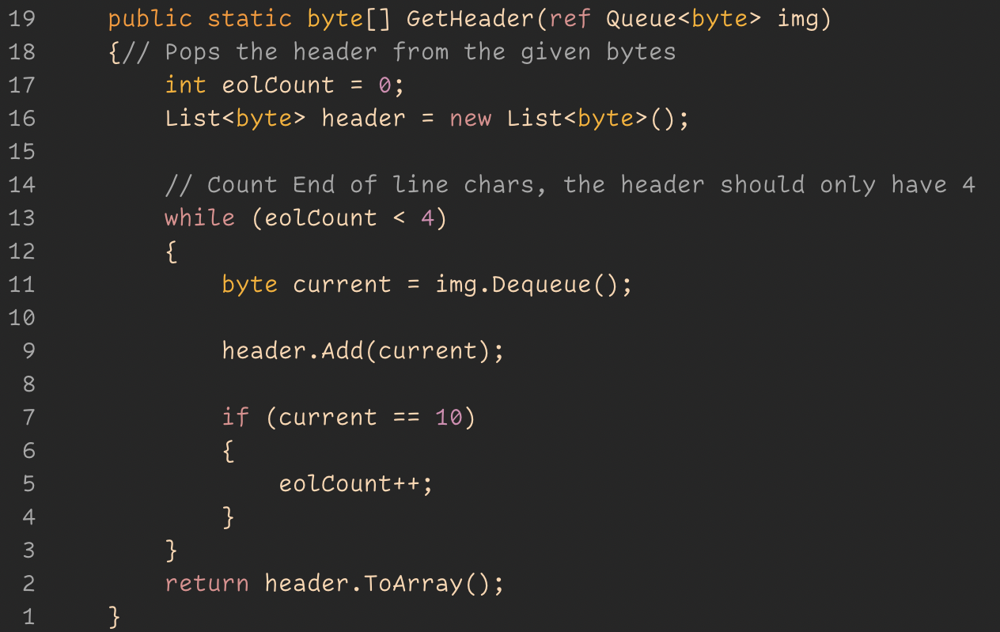 19 public static byte[] GetHeader(ref Queue<byte> img)
18 {// Pops the header from the given bytes
17 int eolCount = 0;
16 List<byte> header = new List<byte>();
15
14 // Count End of line chars, the header should only have 4
13 while (eolCount < 4)
12 {
11 byte current = img.Dequeue();
10
9 header.Add(current);
8
7 if (current == 10)
6 {
5 eolCount++;
4 }
3 }
2 return header.ToArray();
1 }